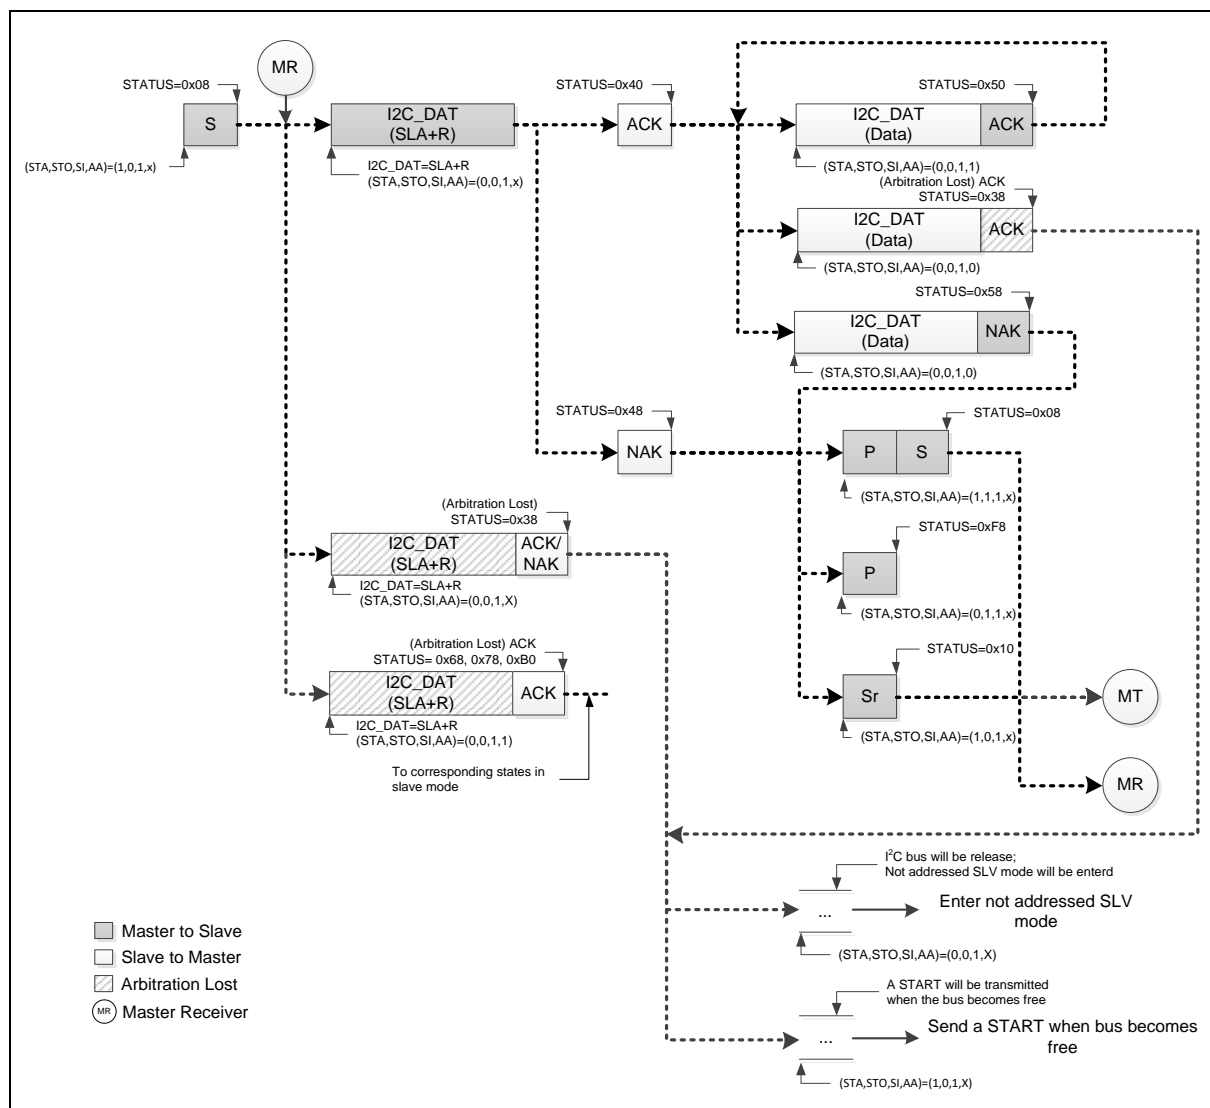 MR
STATUS=0x08
STATUS=0x40
STATUS=0x50
S
I2C_DAT
(SLA+R)
ACK
I2C_DAT
(Data)
ACK
(STA,STO,SI,AA)=(1,0,1,x)
I2C_DAT=SLA+R
(STA,STO,SI,AA)=(0,0,1,x)
(STA,STO,SI,AA)=(0,0,1,1)
(Arbitration Lost) ACK
STATUS=0x38
I2C_DAT
(Data)
ACK
(STA,STO,SI,AA)=(0,0,1,0)
STATUS=0x58
I2C_DAT
(Data)
NAK
(STA,STO,SI,AA)=(0,0,1,0)
STATUS=0x48
STATUS=0x08
NAK
P
S
(STA,STO,SI,AA)=(1,1,1,x)
(Arbitration Lost)
STATUS=0x38
STATUS=0xF8
I2C_DAT
(SLA+R)
ACK/
NAK
P
I2C_DAT=SLA+R
(STA,STO,SI,AA)=(0,0,1,X)
(STA,STO,SI,AA)=(0,1,1,x)
(Arbitration Lost) ACK
STATUS= 0x68, 0x78, 0xB0
STATUS=0x10
I2C_DAT
(SLA+R)
ACK
Sr
MT
I2C_DAT=SLA+R
(STA,STO,SI,AA)=(0,0,1,1)
(STA,STO,SI,AA)=(1,0,1,x)
To corresponding states in
slave mode
MR
I2C bus will be release;
Not addressed SLV mode will be enterd
...
Enter not addressed SLV
mode
(STA,STO,SI,AA)=(0,0,1,X)
A START will be transmitted
when the bus becomes free
...
Send a START when bus becomes
free
(STA,STO,SI,AA)=(1,0,1,X)
Master to Slave
Slave to Master
Arbitration Lost
MR
Master Receiver